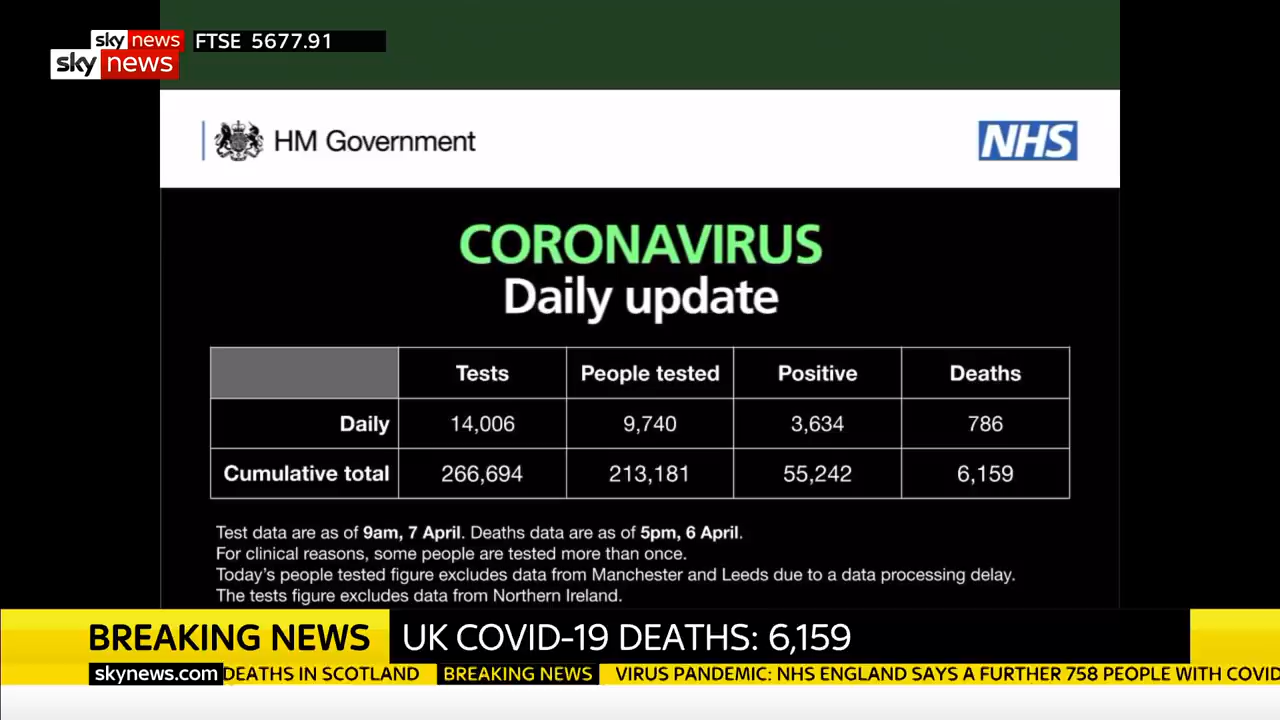 sky news FTSE 5677.91
sky news
HM Government NHS
CORONAVIRUS
Daily update
Tests People tested Positive Deaths
Daily 14,006 9,740 3,634 786
Cumulative total 266,694 213,181 55,242 6,159
Test data are as of 9am, 7 April. Deaths data are as of 5pm, 6 April.
For clinical reasons, some people are tested more than once.
Today's people tested figure excludes data from Manchester and Leeds due to a data processing delay.
The tests figure excludes data from Northern Ireland.
BREAKING NEWS UK COVID-19 DEATHS: 6,159
skynews.com DEATHS IN SCOTLAND BREAKING NEWS VIRUS PANDEMIC: NHS ENGLAND SAYS A FURTHER 758 PEOPLE WITH COVID